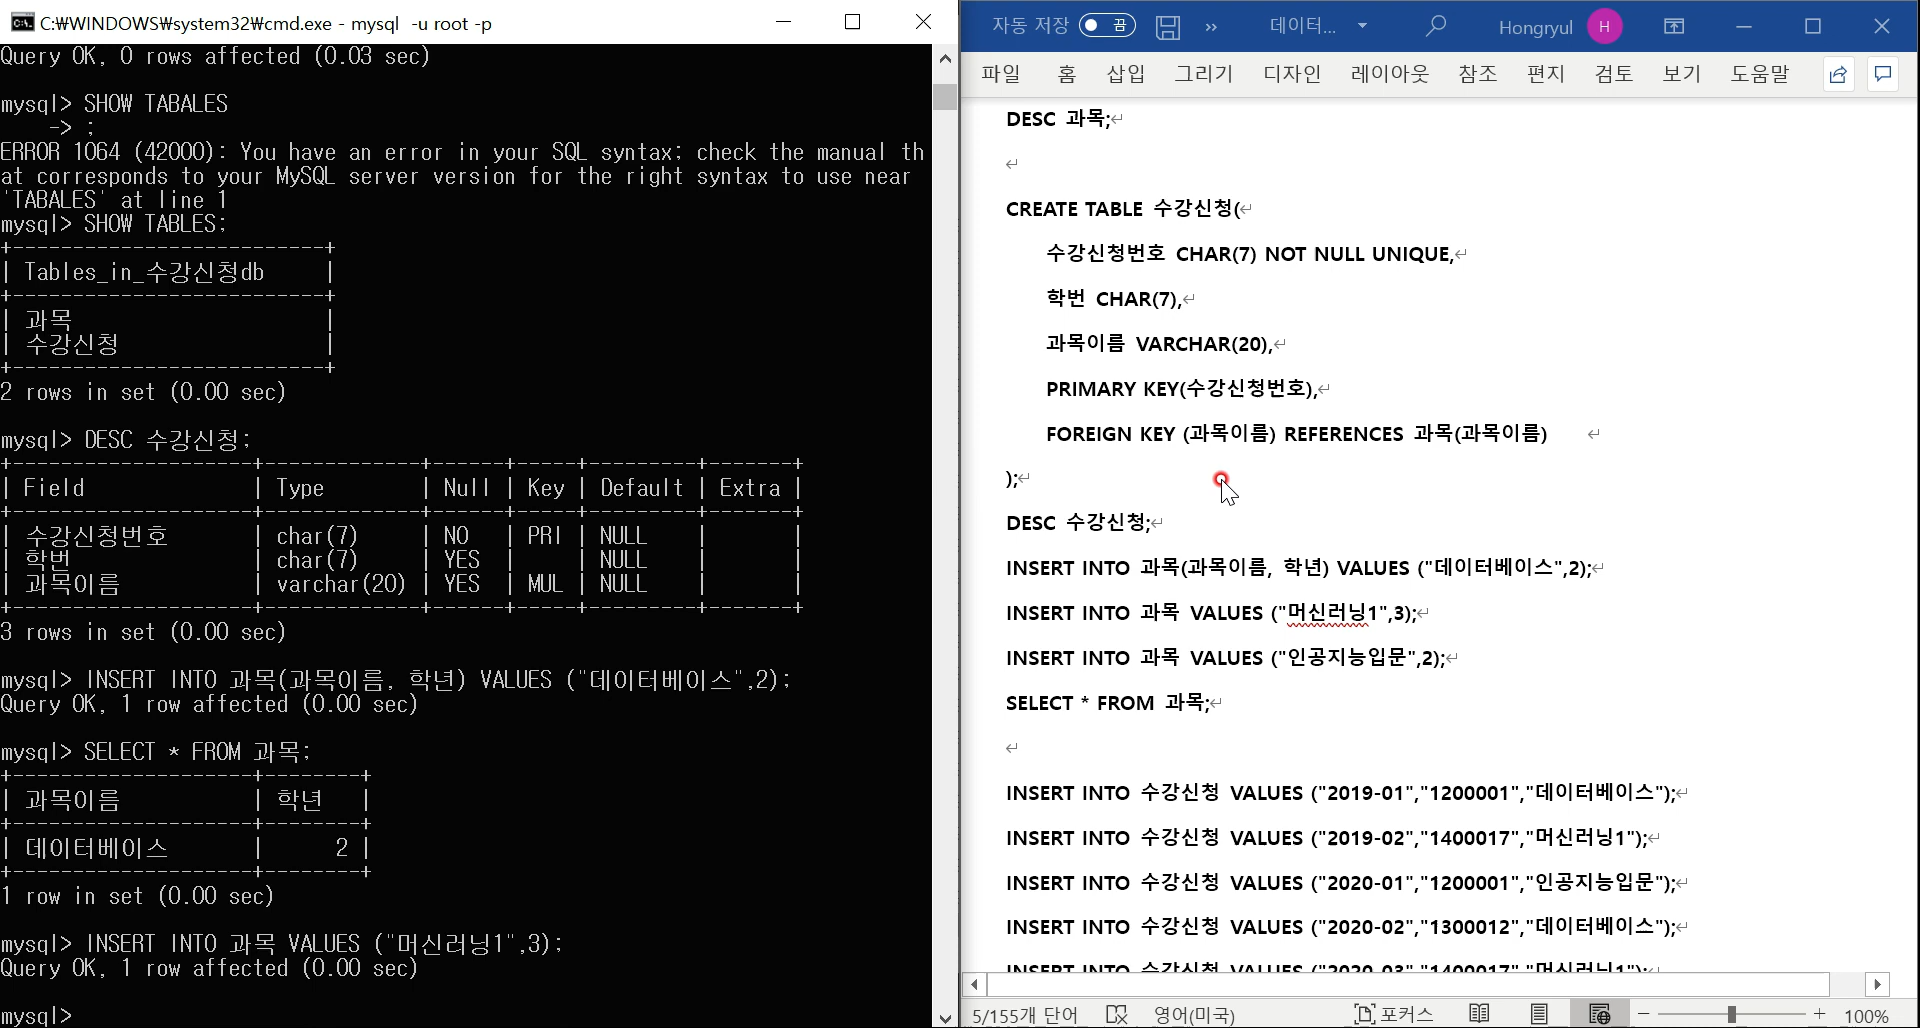 C:₩WINDOWS₩system32₩cmd.exe - mysql -u root -p
Query OK, 0 rows affected (0.03 sec)
mysql> SHOW TABALES
-> ;
ERROR 1064 (42000): You have an error in your SQL syntax; check the manual th
at corresponds to your MySQL server version for the right syntax to use near
'TABALES' at line 1
mysql> SHOW TABLES;
+--------------------------+
| Tables_in_수강신청db |
+--------------------------+
| 과목 |
| 수강신청 |
+--------------------------+
2 rows in set (0.00 sec)
mysql> DESC 수강신청;
+--------------------+-------------+------+-----+---------+-------+
| Field | Type | Null | Key | Default | Extra |
+--------------------+-------------+------+-----+---------+-------+
| 수강신청번호 | char(7) | NO | PRI | NULL | |
| 학번 | char(7) | YES | | NULL | |
| 과목이름 | varchar(20) | YES | MUL | NULL | |
+--------------------+-------------+------+-----+---------+-------+
3 rows in set (0.00 sec)
mysql> INSERT INTO 과목(과목이름, 학년) VALUES ("데이터베이스",2);
Query OK, 1 row affected (0.00 sec)
mysql> SELECT * FROM 과목;
+--------------------+--------+
| 과목이름 | 학년 |
+--------------------+--------+
| 데이터베이스 | 2 |
+--------------------+--------+
1 row in set (0.00 sec)
mysql> INSERT INTO 과목 VALUES ("머신러닝1",3);
Query OK, 1 row affected (0.00 sec)
mysql>
자동 저장 끔 » 데이터... Hongryul H
파일 홈 삽입 그리기 디자인 레이아웃 참조 편지 검토 보기 도움말
DESC 과목;↵
↵
CREATE TABLE 수강신청(↵
수강신청번호 CHAR(7) NOT NULL UNIQUE,↵
학번 CHAR(7),↵
과목이름 VARCHAR(20),↵
PRIMARY KEY(수강신청번호),↵
FOREIGN KEY (과목이름) REFERENCES 과목(과목이름) ↵
);↵
DESC 수강신청;↵
INSERT INTO 과목(과목이름, 학년) VALUES ("데이터베이스",2);↵
INSERT INTO 과목 VALUES ("머신러닝1",3);↵
INSERT INTO 과목 VALUES ("인공지능입문",2);↵
SELECT * FROM 과목;↵
↵
INSERT INTO 수강신청 VALUES ("2019-01","1200001","데이터베이스");↵
INSERT INTO 수강신청 VALUES ("2019-02","1400017","머신러닝1");↵
INSERT INTO 수강신청 VALUES ("2020-01","1200001","인공지능입문");↵
INSERT INTO 수강신청 VALUES ("2020-02","1300012","데이터베이스");↵
INSERT INTO 수강신청 VALUES ("2020-03","1400017","머신러닝1");↵
5/155개 단어 영어(미국) 포커스 100%